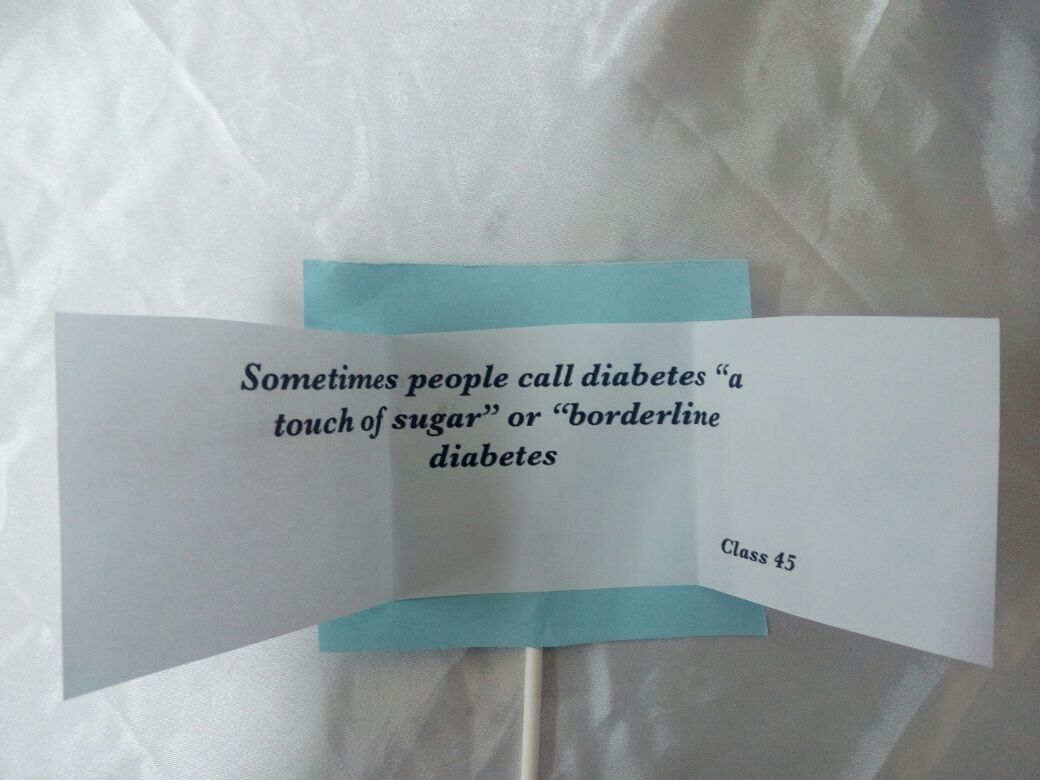 Sometimes people call diabetes “a
touch of sugar” or “borderline
diabetes
Class 45